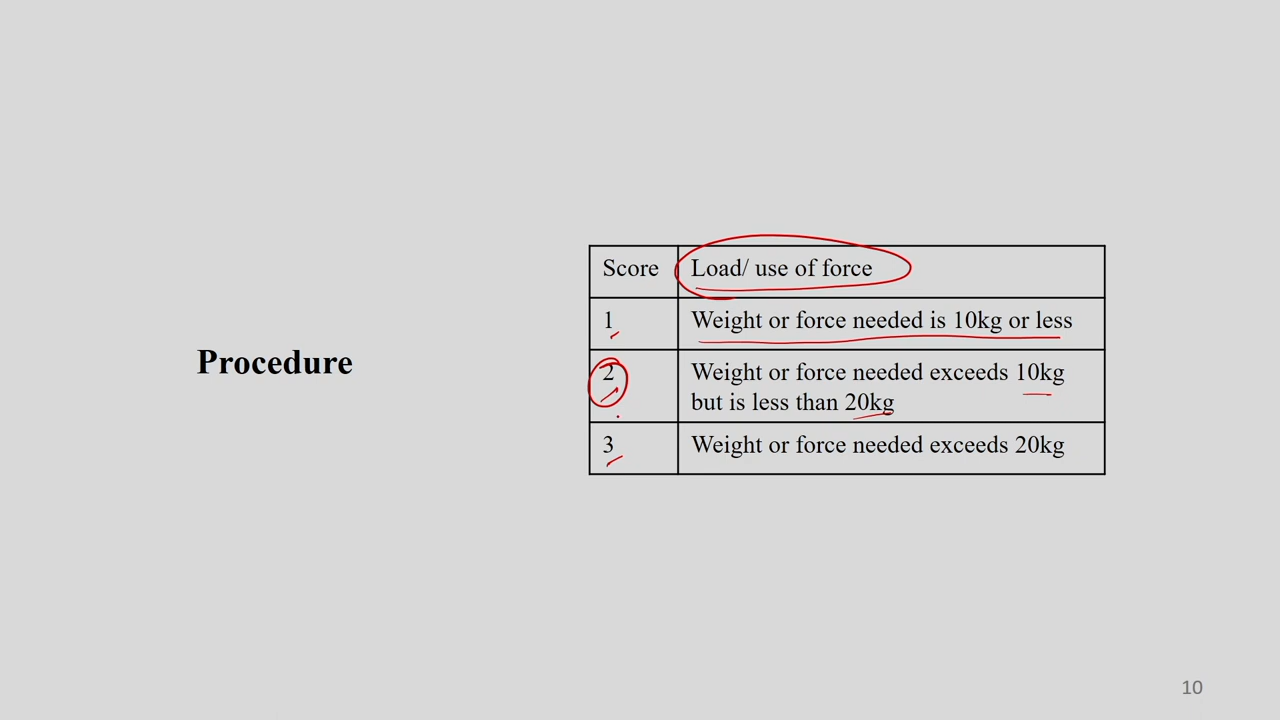 Procedure
Score Load/ use of force
1 Weight or force needed is 10kg or less
2 Weight or force needed exceeds 10kg
but is less than 20kg
3 Weight or force needed exceeds 20kg
10